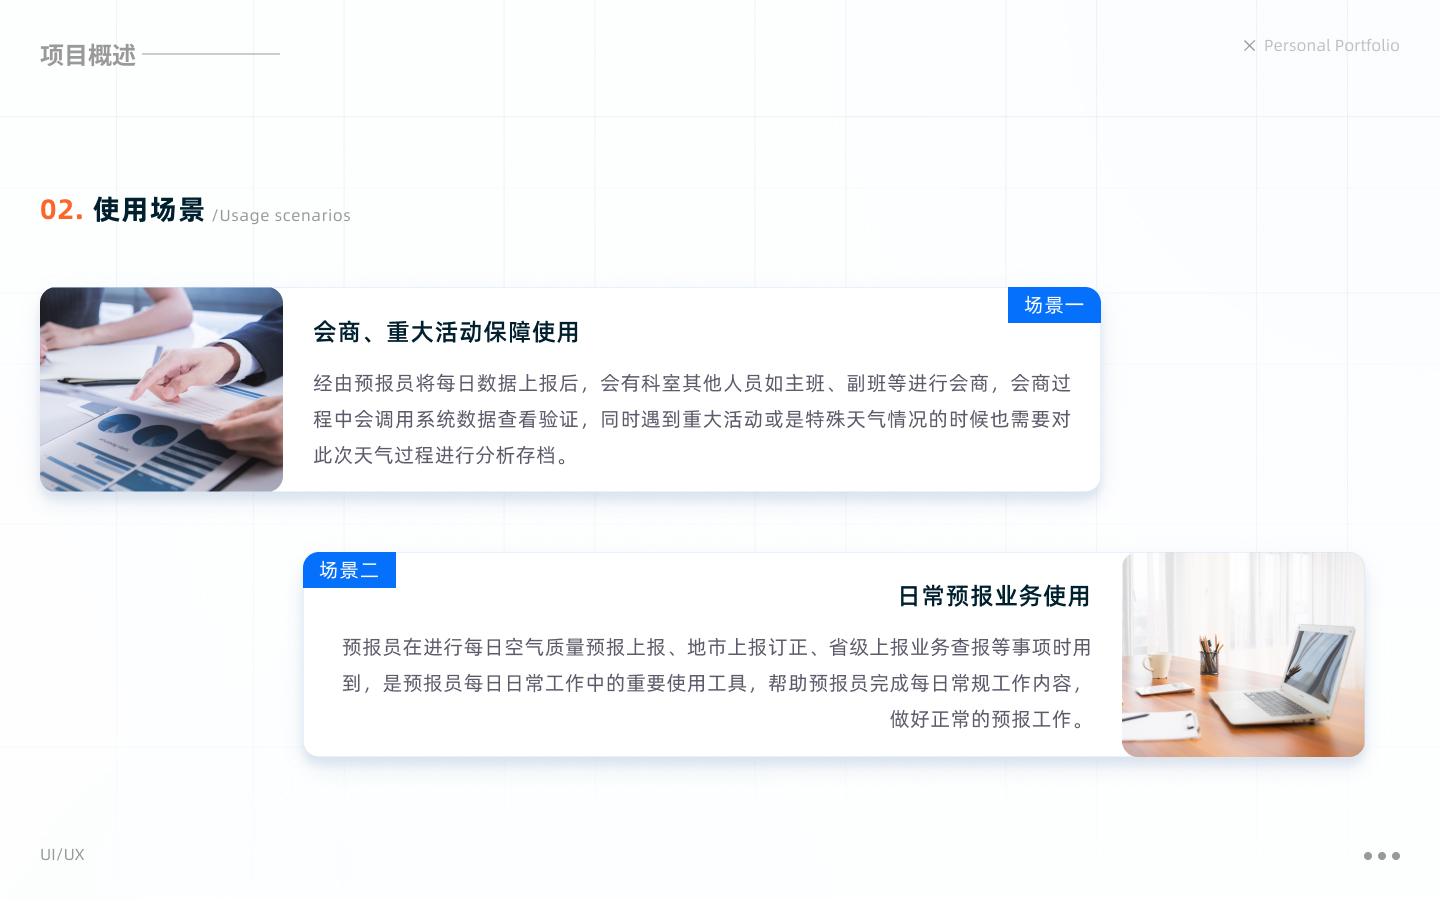 项目概述
× Personal Portfolio
02. 使用场景 /Usage scenarios
场景一
会商、重大活动保障使用
经由预报员将每日数据上报后，会有科室其他人员如主班、副班等进行会商，会商过
程中会调用系统数据查看验证，同时遇到重大活动或是特殊天气情况的时候也需要对
此次天气过程进行分析存档。
场景二
日常预报业务使用
预报员在进行每日空气质量预报上报、地市上报订正、省级上报业务查报等事项时用
到，是预报员每日日常工作中的重要使用工具，帮助预报员完成每日常规工作内容，
做好正常的预报工作。
UI/UX